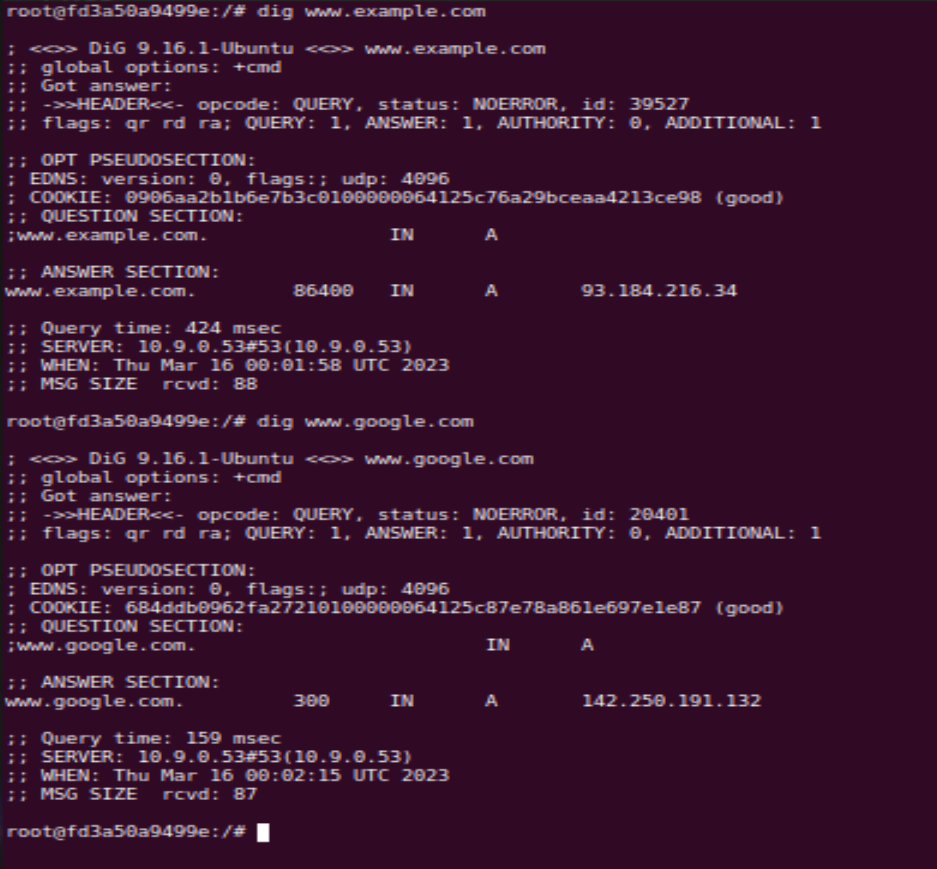 root@fd3a50a9499e:/# dig www.example.com
; <<>> DiG 9.16.1-Ubuntu <<>> www.example.com
;; global options: +cmd
;; Got answer:
;; ->>HEADER<<- opcode: QUERY, status: NOERROR, id: 39527
;; flags: qr rd ra; QUERY: 1, ANSWER: 1, AUTHORITY: 0, ADDITIONAL: 1
;; OPT PSEUDOSECTION:
; EDNS: version: 0, flags:; udp: 4096
; COOKIE: 0906aa2b1b6e7b3c0100000064125c76a29bceaa4213ce98 (good)
;; QUESTION SECTION:
;www.example.com. IN A
;; ANSWER SECTION:
www.example.com. 86400 IN A 93.184.216.34
;; Query time: 424 msec
;; SERVER: 10.9.0.53#53(10.9.0.53)
;; WHEN: Thu Mar 16 00:01:58 UTC 2023
;; MSG SIZE rcvd: 88
root@fd3a50a9499e:/# dig www.google.com
; <<>> DiG 9.16.1-Ubuntu <<>> www.google.com
;; global options: +cmd
;; Got answer:
;; ->>HEADER<<- opcode: QUERY, status: NOERROR, id: 20401
;; flags: qr rd ra; QUERY: 1, ANSWER: 1, AUTHORITY: 0, ADDITIONAL: 1
;; OPT PSEUDOSECTION:
; EDNS: version: 0, flags:; udp: 4096
; COOKIE: 684ddb0962fa27210100000064125c87e78a861e697e1e87 (good)
;; QUESTION SECTION:
;www.google.com. IN A
;; ANSWER SECTION:
www.google.com. 300 IN A 142.250.191.132
;; Query time: 159 msec
;; SERVER: 10.9.0.53#53(10.9.0.53)
;; WHEN: Thu Mar 16 00:02:15 UTC 2023
;; MSG SIZE rcvd: 87
root@fd3a50a9499e:/#